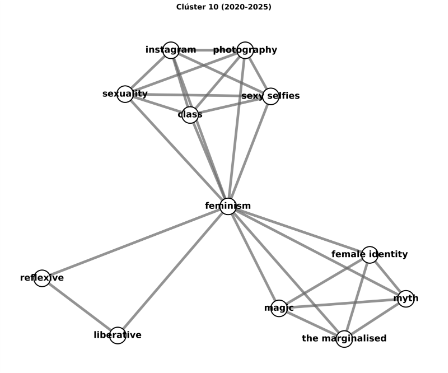 Clúster 10 (2020-2025)
instagram
photography
sexuality
sexy selfies
class
feminism
female identity
reflexive
myth
magic
liberative
the marginalised